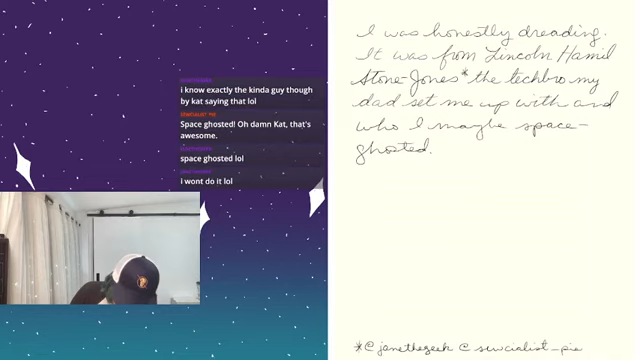 i know exactly the kinda guy though
by kat saying that lol
Space ghosted! Oh damn Kat, that's
awesome.
space ghosted lol
i wont do it lol
I was honestly dreading.
It was from Lincoln Hamil
Stone-Jones* the techbro my
dad set me up with and
who I maybe space-
ghosted.
*@janethegeek @